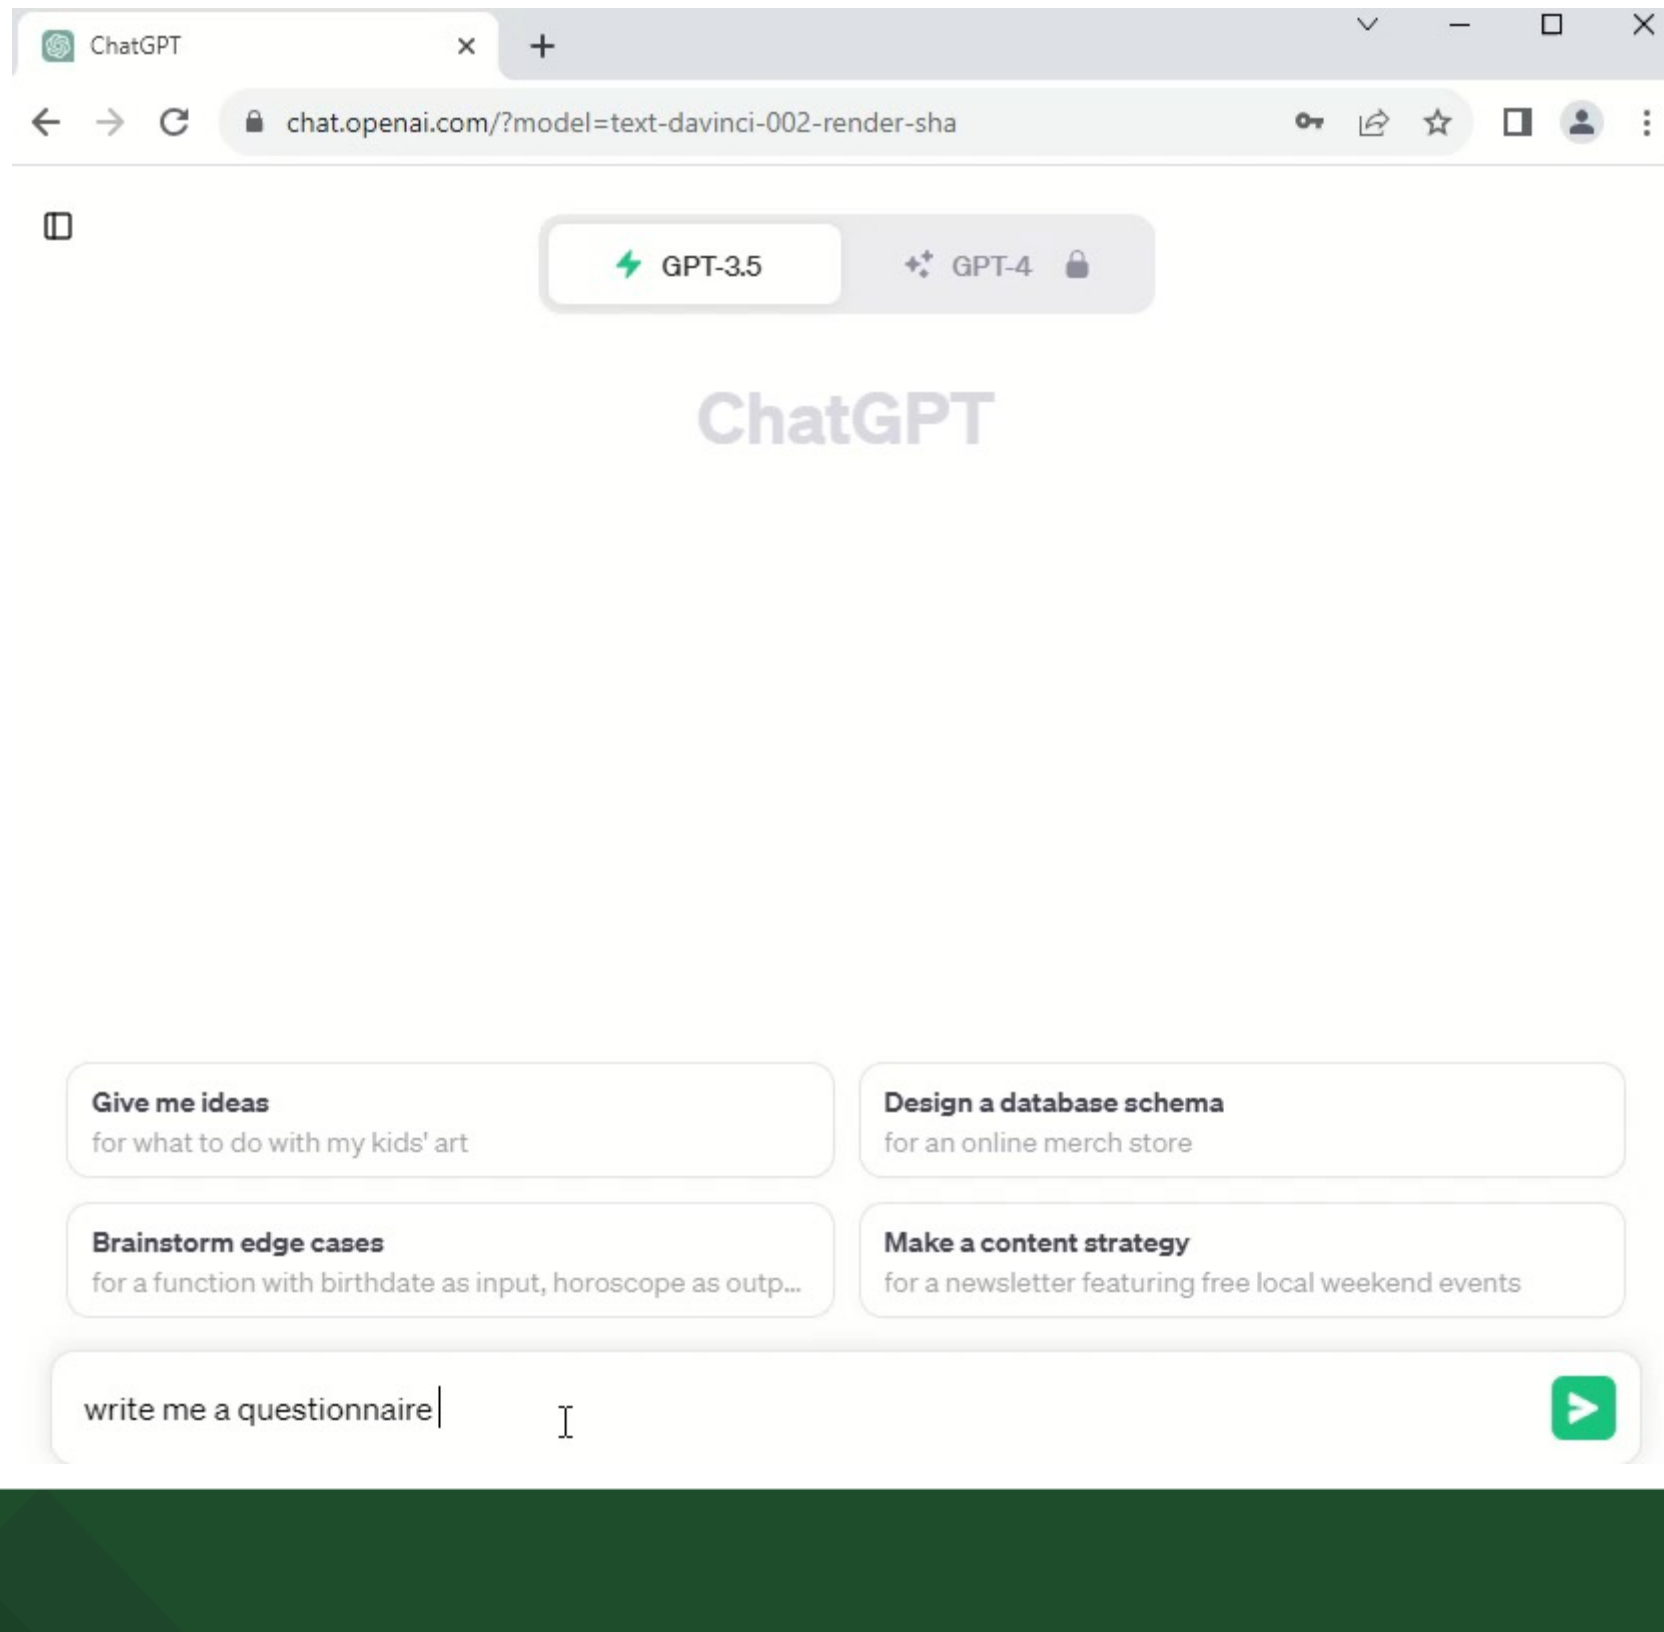 ChatGPT
chat.openai.com/?model=text-davinci-002-render-sha
GPT-3.5 GPT-4
ChatGPT
Give me ideas
for what to do with my kids' art
Design a database schema
for an online merch store
Brainstorm edge cases
for a function with birthdate as input, horoscope as outp...
Make a content strategy
for a newsletter featuring free local weekend events
write me a questionnaire